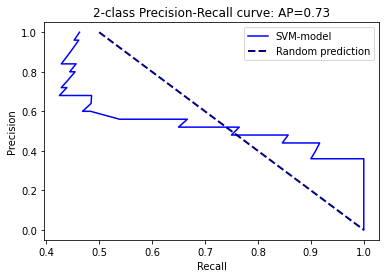 2-class Precision-Recall curve: AP=0.73
SVM-model
Random prediction
Precision
1.0
0.8
0.6
0.4
0.2
0.0
0.4 0.5 0.6 0.7 0.8 0.9 1.0
Recall